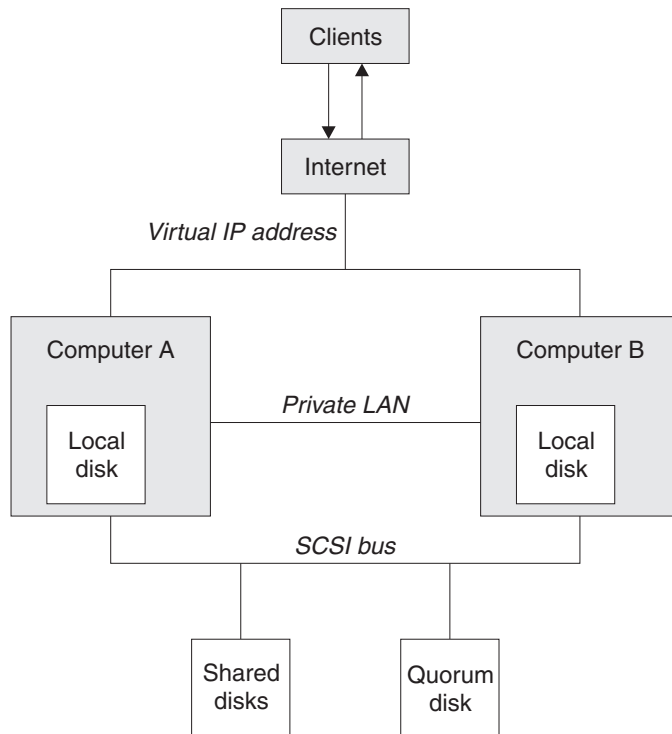 Clients
Internet
Virtual IP address
Computer A
Computer B
Private LAN
Local
disk
Local
disk
SCSI bus
Shared
disks
Quorum
disk